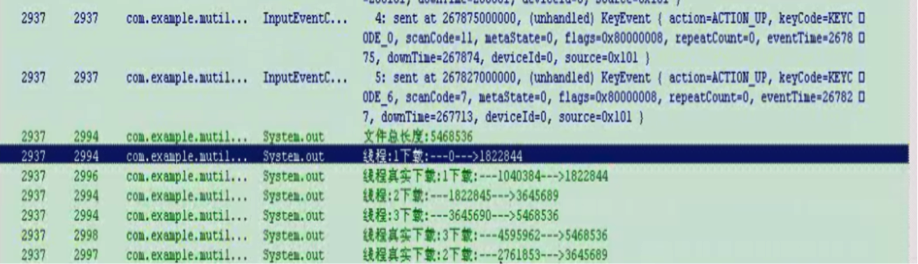 2937 2937 com.example.mutil... InputEventC... 4: sent at 267875000000, (unhandled) KeyEvent { action=ACTION_UP, keyCode=KEYC
ODE_0, scanCode=11, metaState=0, flags=0x80000008, repeatCount=0, eventTime=2678
75, downTime=267874, deviceId=0, source=0x101 }
2937 2937 com.example.mutil... InputEventC... 5: sent at 267827000000, (unhandled) KeyEvent { action=ACTION_UP, keyCode=KEYC
ODE_6, scanCode=7, metaState=0, flags=0x80000008, repeatCount=0, eventTime=26782
7, downTime=267713, deviceId=0, source=0x101 }
2937 2994 com.example.mutil... System.out 文件总长度:5468536
2937 2994 com.example.mutil... System.out 线程:1下载:---0--->1822844
2937 2996 com.example.mutil... System.out 线程真实下载:1下载:---1040384--->1822844
2937 2994 com.example.mutil... System.out 线程:2下载:---1822845--->3645689
2937 2994 com.example.mutil... System.out 线程:3下载:---3645690--->5468536
2937 2998 com.example.mutil... System.out 线程真实下载:3下载:---4595962--->5468536
2937 2997 com.example.mutil... System.out 线程真实下载:2下载:---2761853--->3645689